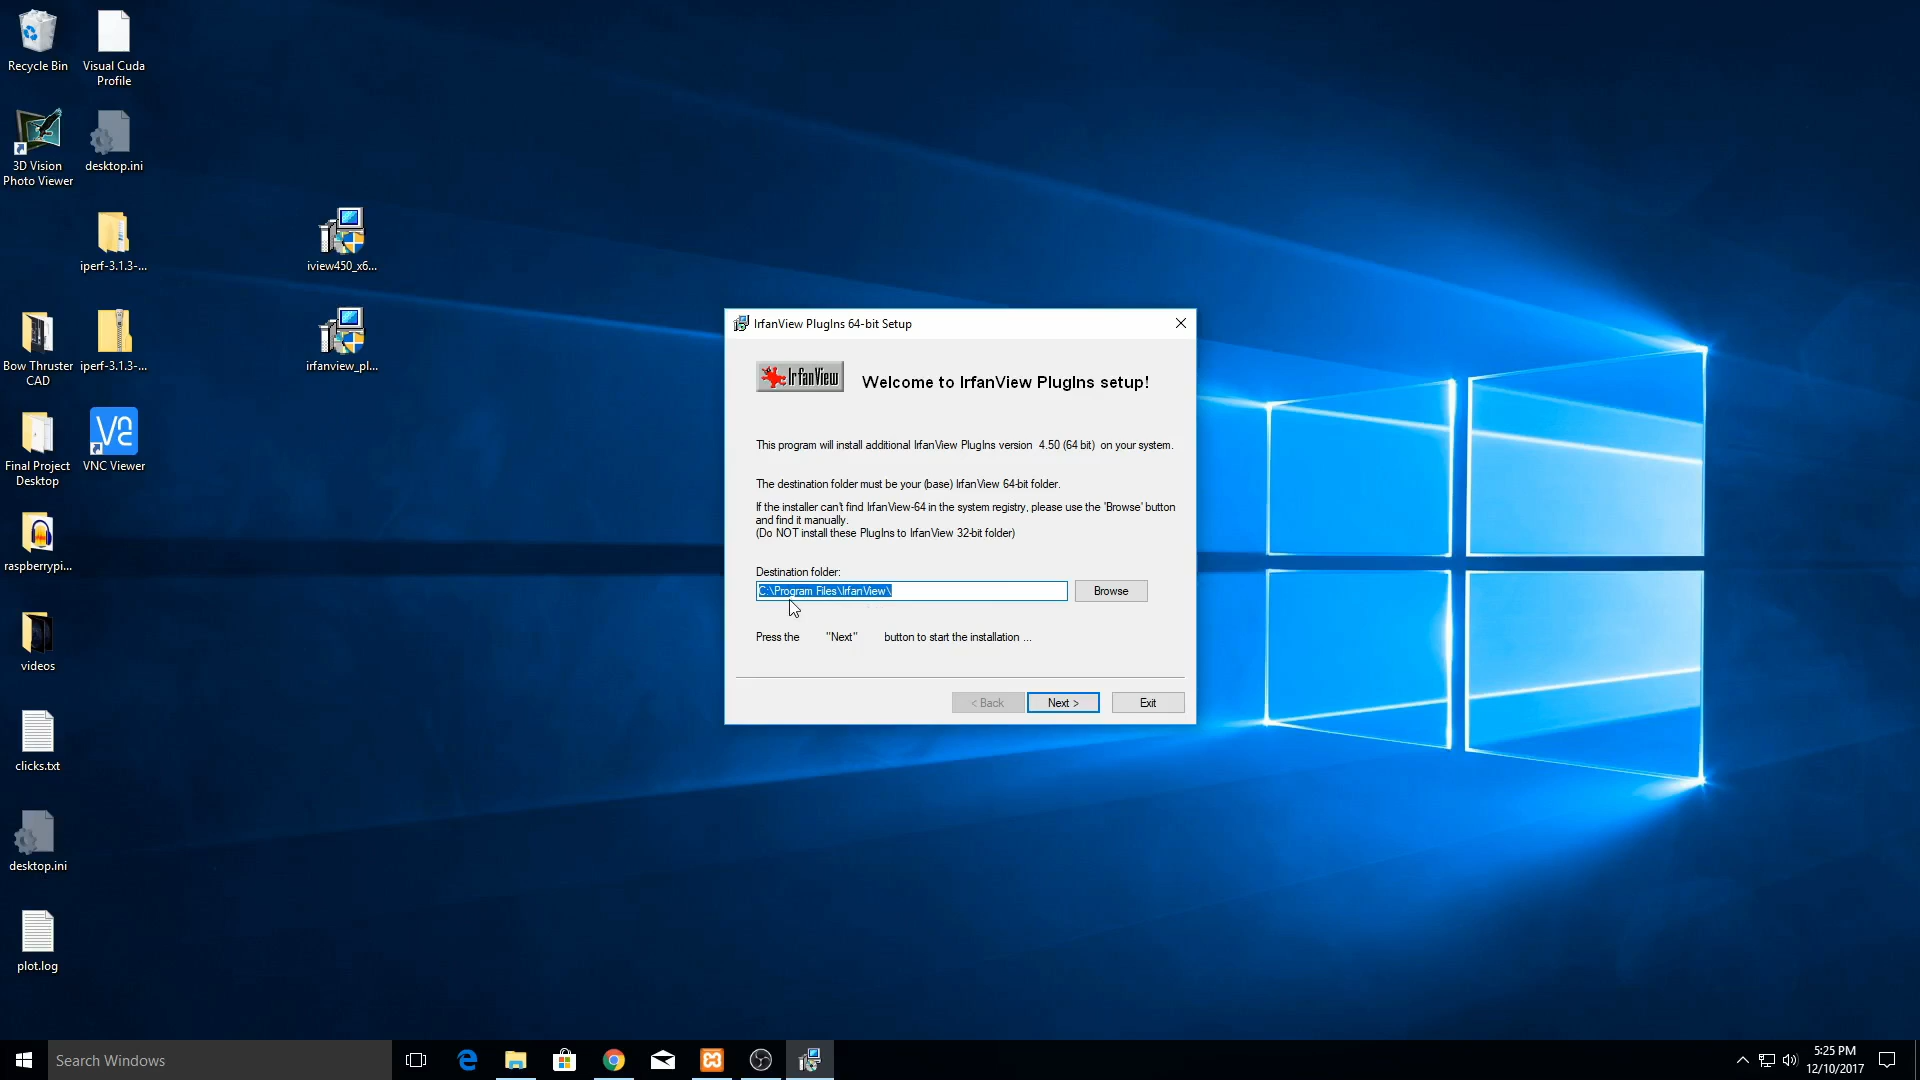 Recycle Bin
Visual Cuda
Profile
3D Vision
Photo Viewer
desktop.ini
iperf-3.1.3-...
iview450_x6...
Bow Thruster
CAD
iperf-3.1.3-...
irfanview_pl...
Final Project
Desktop
VNC Viewer
raspberrypi...
videos
clicks.txt
desktop.ini
plot.log
IrfanView PlugIns 64-bit Setup
IrfanView
Welcome to IrfanView PlugIns setup!
This program will install additional IrfanView PlugIns version 4.50 (64 bit) on your system.
The destination folder must be your (base) IrfanView 64-bit folder.
If the installer can't find IrfanView-64 in the system registry, please use the 'Browse' button
and find it manually.
(Do NOT install these PlugIns to IrfanView 32-bit folder)
Destination folder:
C:\Program Files\IrfanView\
Browse
Press the "Next" button to start the installation ...
< Back
Next >
Exit
Search Windows
5:25 PM
12/10/2017